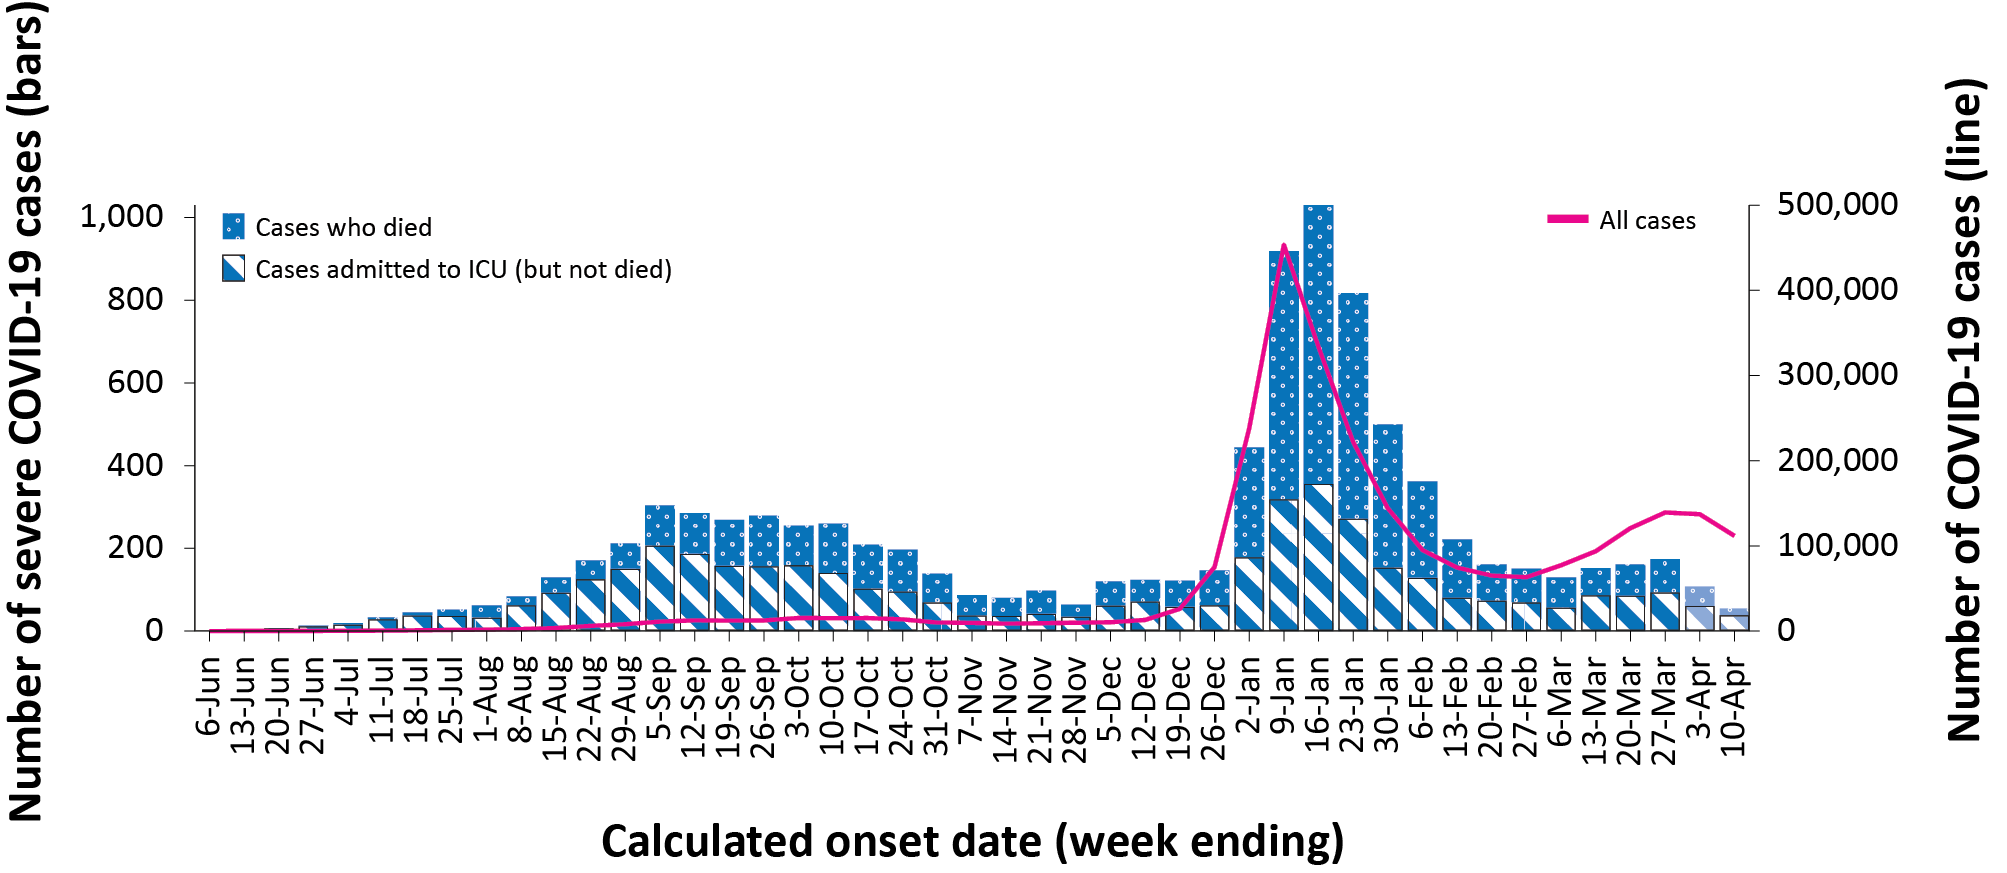 Number of severe COVID-19 cases (bars)
1,000
800
600
400
200
0
Cases who died
Cases admitted to ICU (but not died)
All cases
500,000
400,000
300,000
200,000
100,000
0
Number of COVID-19 cases (line)
6-Jun
13-Jun
20-Jun
27-Jun
4-Jul
11-Jul
18-Jul
25-Jul
1-Aug
8-Aug
15-Aug
22-Aug
29-Aug
5-Sep
12-Sep
19-Sep
26-Sep
3-Oct
10-Oct
17-Oct
24-Oct
31-Oct
7-Nov
14-Nov
21-Nov
28-Nov
5-Dec
12-Dec
19-Dec
26-Dec
2-Jan
9-Jan
16-Jan
23-Jan
30-Jan
6-Feb
13-Feb
20-Feb
27-Feb
6-Mar
13-Mar
20-Mar
27-Mar
3-Apr
10-Apr
Calculated onset date (week ending)